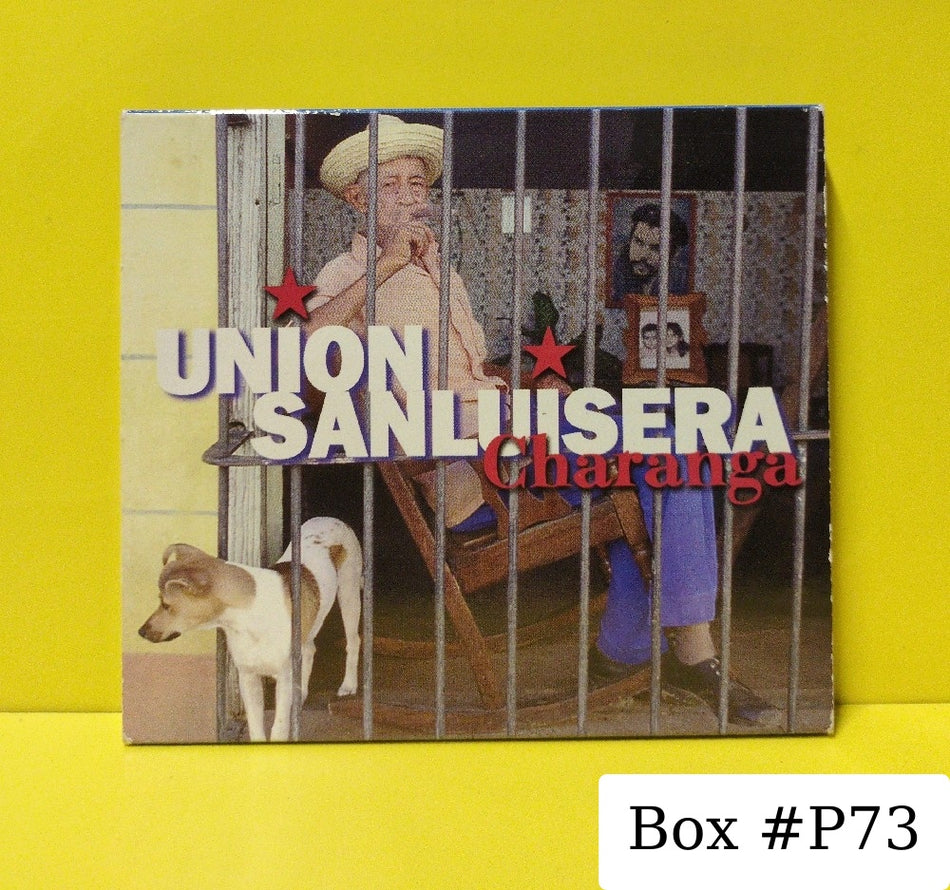 UNION
SANLUISERA
Charanga
Box #P73